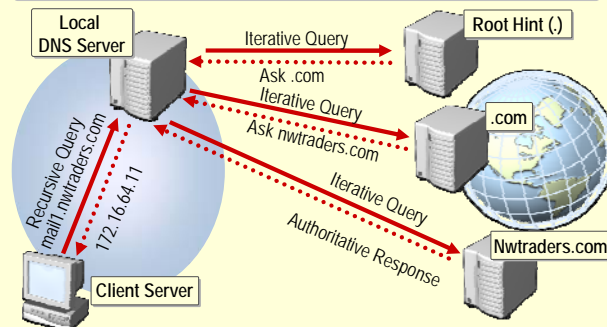 Local
DNS Server
Root Hint (.)
Iterative Query
Ask .com
Iterative Query
Ask nwtraders.com
.com
Recursive Query
mail1.nwtraders.com
172.16.64.11
Iterative Query
Authoritative Response
Nwtraders.com
Client Server